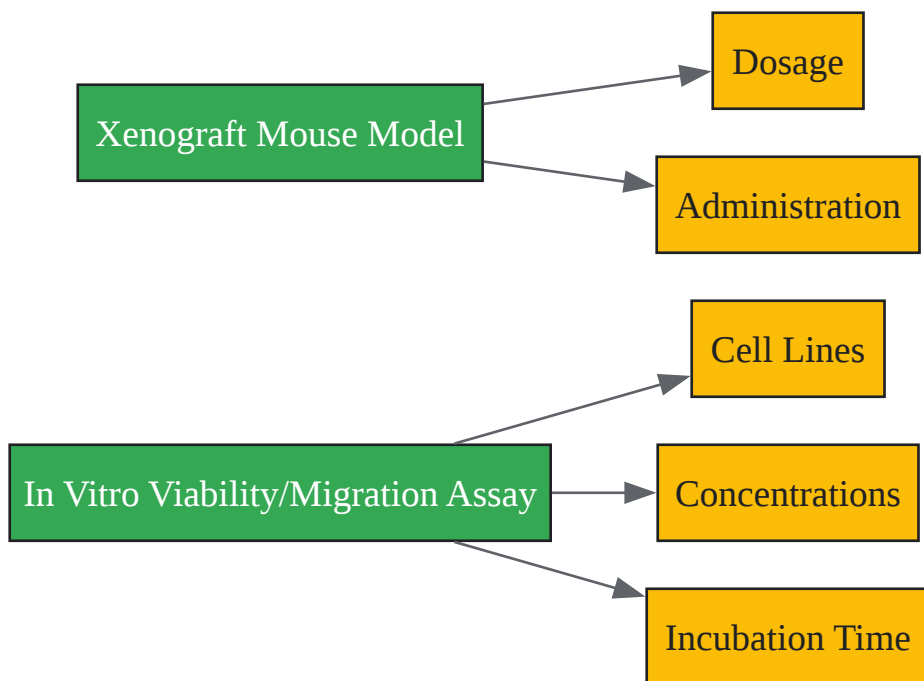 Dosage
Xenograft Mouse Model
Administration
Cell Lines
In Vitro Viability/Migration Assay
Concentrations
Incubation Time